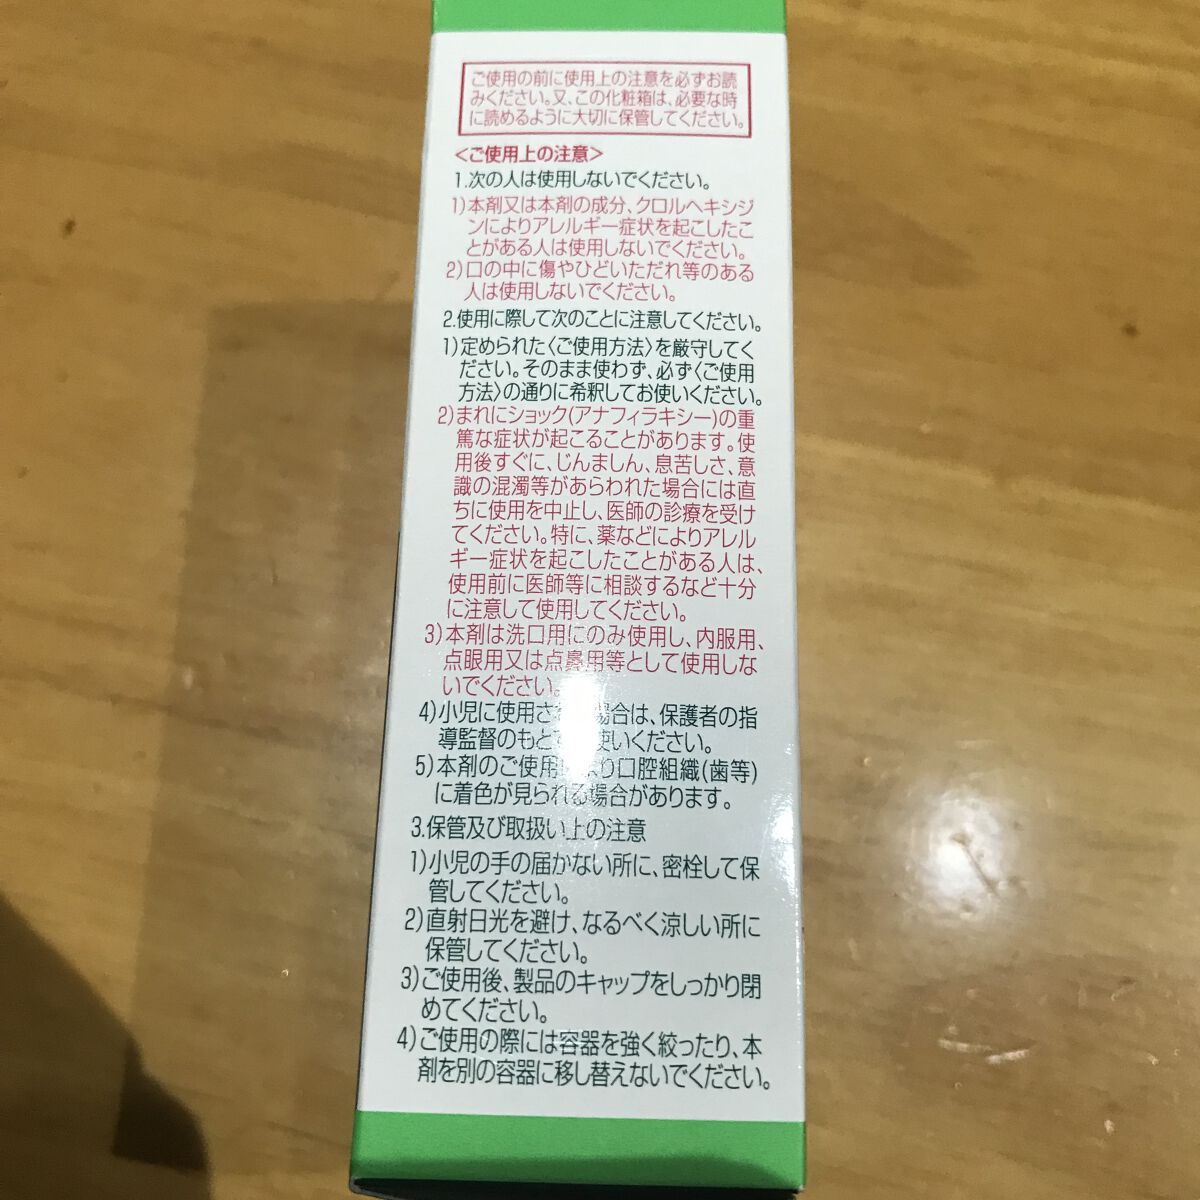 ご使用の前に使用上の注意を必ずお読
みください。又、この化粧箱は、必要な時
に読めるように大切に保管してください。
<ご使用上の注意>
1.次の人は使用しないでください。
1)本剤又は本剤の成分、クロルヘキシジ
ンによりアレルギー症状を起こしたこ
とがある人は使用しないでください。
2)口の中に傷やひどいただれ等のある
人は使用しないでください。
2.使用に際して次のことに注意してください。
1)定められた〈ご使用方法〉を厳守してく
ださい。そのまま使わず、必ず〈ご使用
方法〉の通りに希釈してお使いください。
2)まれにショック(アナフィラキシー)の重
篤な症状が起こることがあります。使
用後すぐに、じんましん、息苦しさ、意
識の混濁等があらわれた場合には直
ちに使用を中止し、医師の診療を受け
てください。特に、薬などによりアレル
ギー症状を起こしたことがある人は、
使用前に医師等に相談するなど十分
に注意して使用してください。
3)本剤は洗口用にのみ使用し、内服用、
点眼用又は点鼻用等として使用しな
いでください。
4)小児に使用さ 場合は、保護者の指
導監督のもと 使いください。
5)本剤のご使用により口腔組織(歯等)
に着色が見られる場合があります。
3.保管及び取扱い上の注意
1)小児の手の届かない所に、密栓して保
管してください。
2)直射日光を避け、なるべく涼しい所に
保管してください。
3)ご使用後、製品のキャップをしっかり閉
めてください。
4)ご使用の際には容器を強く絞ったり、本
剤を別の容器に移し替えないでください。